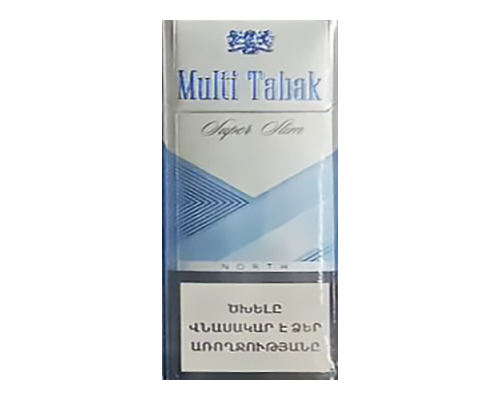 Multi Tabak
Super Slim
NORTH
ԾԽԵԼԸ
ՎՆԱՍԱԿԱՐ Է ՁԵՐ
ԱՌՈՂՋՈՒԹՅԱՆԸ